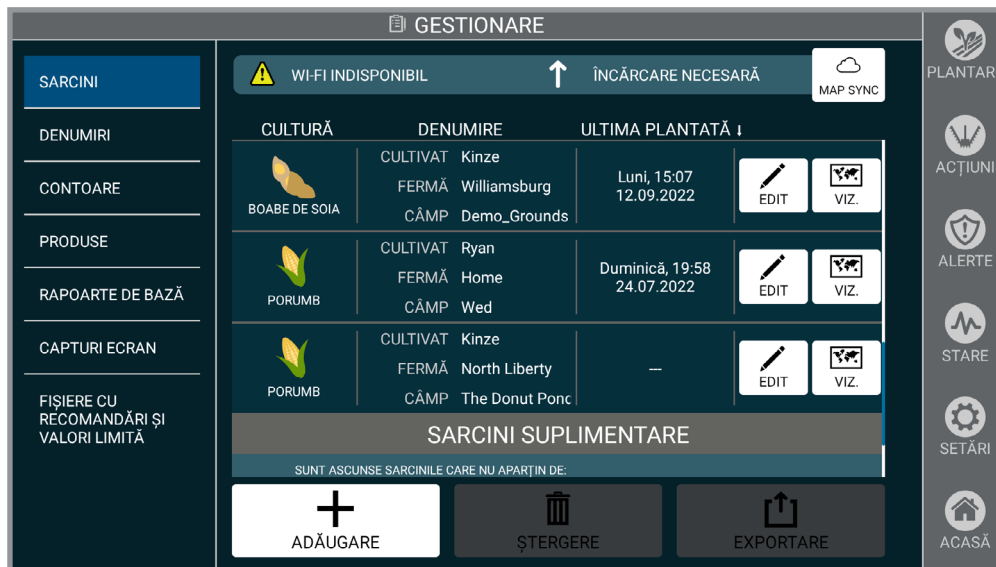 GESTIONARE
SARCINI
DENUMIRI
CONTOARE
PRODUSE
RAPOARTE DE BAZĂ
CAPTURI ECRAN
FIȘIERE CU
RECOMANDĂRI ȘI
VALORI LIMITĂ
WI-FI INDISPONIBIL
ÎNCĂRCARE NECESARĂ
MAP SYNC
CULTURĂ DENUMIRE ULTIMA PLANTATĂ
BOABE DE SOIA
CULTIVAT Kinze
FERMĂ Williamsburg
CÂMP Demo_Grounds
Luni, 15:07
12.09.2022
EDIT
VIZ.
PORUMB
CULTIVAT Ryan
FERMĂ Home
CÂMP Wed
Duminică, 19:58
24.07.2022
EDIT
VIZ.
PORUMB
CULTIVAT Kinze
FERMĂ North Liberty
CÂMP The Donut Pond
---
EDIT
VIZ.
SARCINI SUPLIMENTARE
SUNT ASCUNSE SARCINILE CARE NU APARȚIN DE:
ADĂUGARE
ȘTERGERE
EXPORTARE
PLANTAR
ACȚIUNI
ALERTE
STARE
SETĂRI
ACASĂ